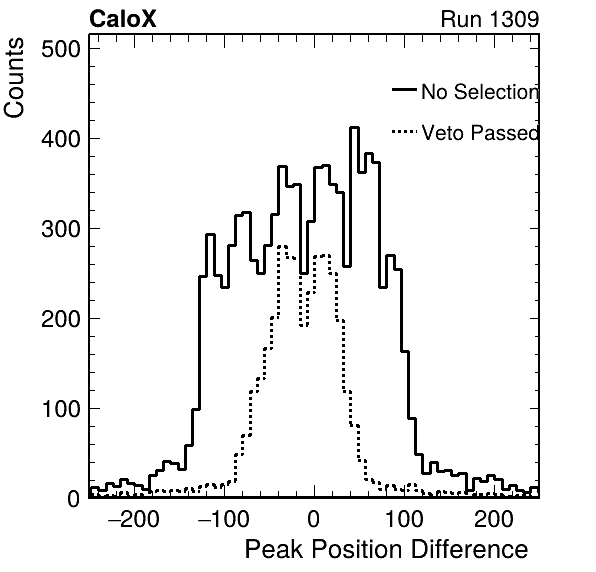 CaloX Run 1309
Counts
500
400
300
200
100
0
No Selection
Veto Passed
−200 −100 0 100 200
Peak Position Difference